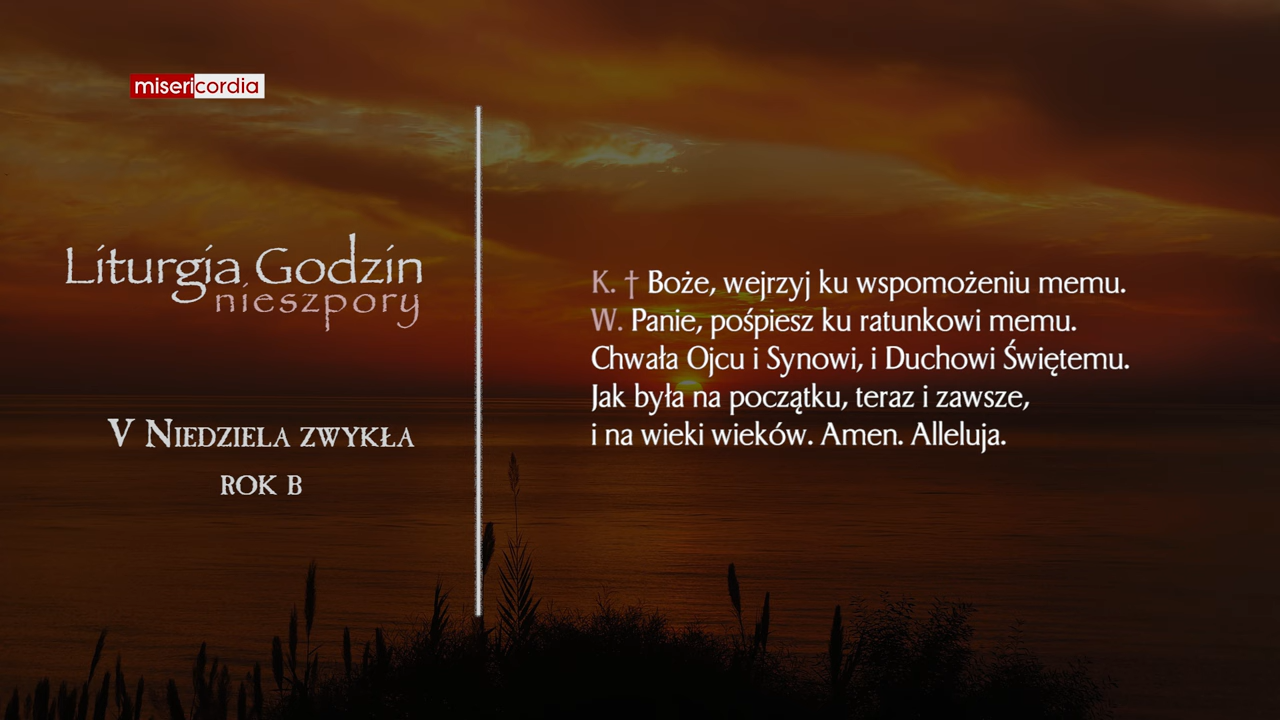 misericordia
Liturgia Godzin
nieszpory
V Niedziela zwykła
rok B
K. † Boże, wejrzyj ku wspomożeniu memu.
W. Panie, pośpiesz ku ratunkowi memu.
Chwała Ojcu i Synowi, i Duchowi Świętemu.
Jak była na początku, teraz i zawsze,
i na wieki wieków. Amen. Alleluja.